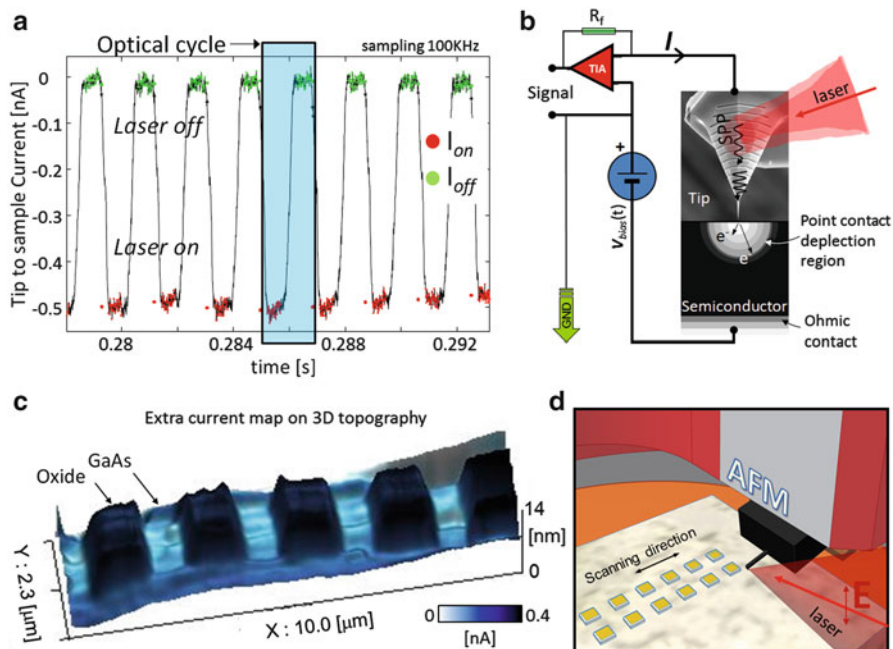 a
Optical cycle
sampling 100KHz
Tip to sample Current [nA]
0
-0.1
-0.2
-0.3
-0.4
-0.5
Laser off
Laser on
I_on
I_off
0.28
0.284
0.288
0.292
time [s]
b
R_f
I
TIA
Signal
laser
SPP
Tip
+
v_bias(t)
GND
e-
e-
Point contact
deplection
region
Semiconductor
Ohmic
contact
c
Extra current map on 3D topography
GaAs
Oxide
14
[nm]
0
Y : 2.3 [µm]
X : 10.0 [µm]
0
0.4
[nA]
d
AFM
Scanning direction
E
laser